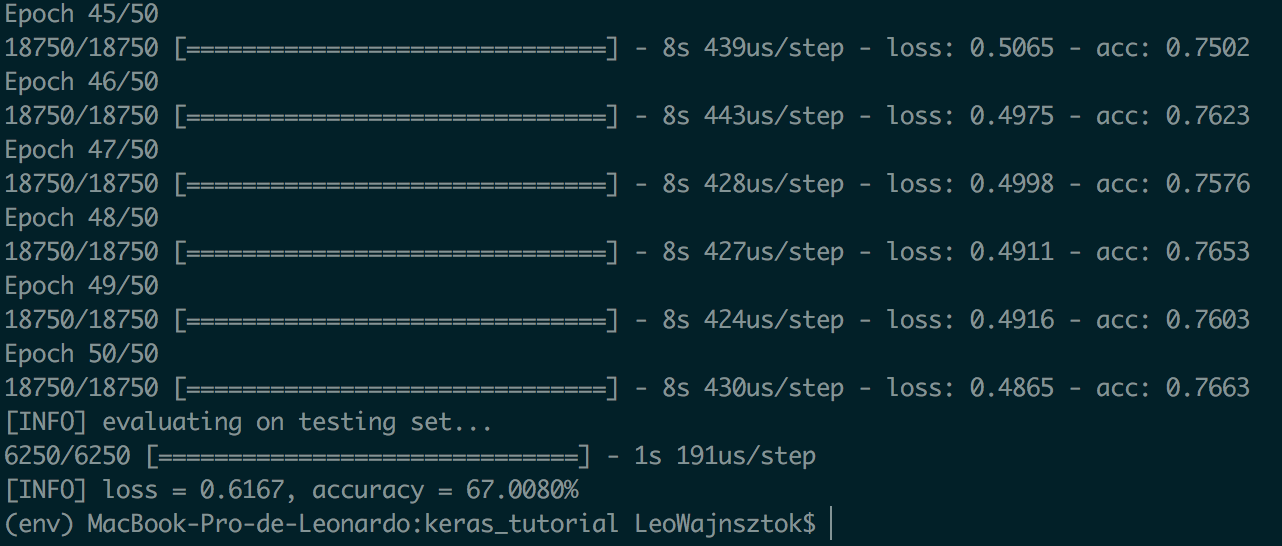 Epoch 45/50
18750/18750 [==============================] - 8s 439us/step - loss: 0.5065 - acc: 0.7502
Epoch 46/50
18750/18750 [==============================] - 8s 443us/step - loss: 0.4975 - acc: 0.7623
Epoch 47/50
18750/18750 [==============================] - 8s 428us/step - loss: 0.4998 - acc: 0.7576
Epoch 48/50
18750/18750 [==============================] - 8s 427us/step - loss: 0.4911 - acc: 0.7653
Epoch 49/50
18750/18750 [==============================] - 8s 424us/step - loss: 0.4916 - acc: 0.7603
Epoch 50/50
18750/18750 [==============================] - 8s 430us/step - loss: 0.4865 - acc: 0.7663
[INFO] evaluating on testing set...
6250/6250 [==============================] - 1s 191us/step
[INFO] loss = 0.6167, accuracy = 67.0080%
(env) MacBook-Pro-de-Leonardo:keras_tutorial LeoWajnsztok$